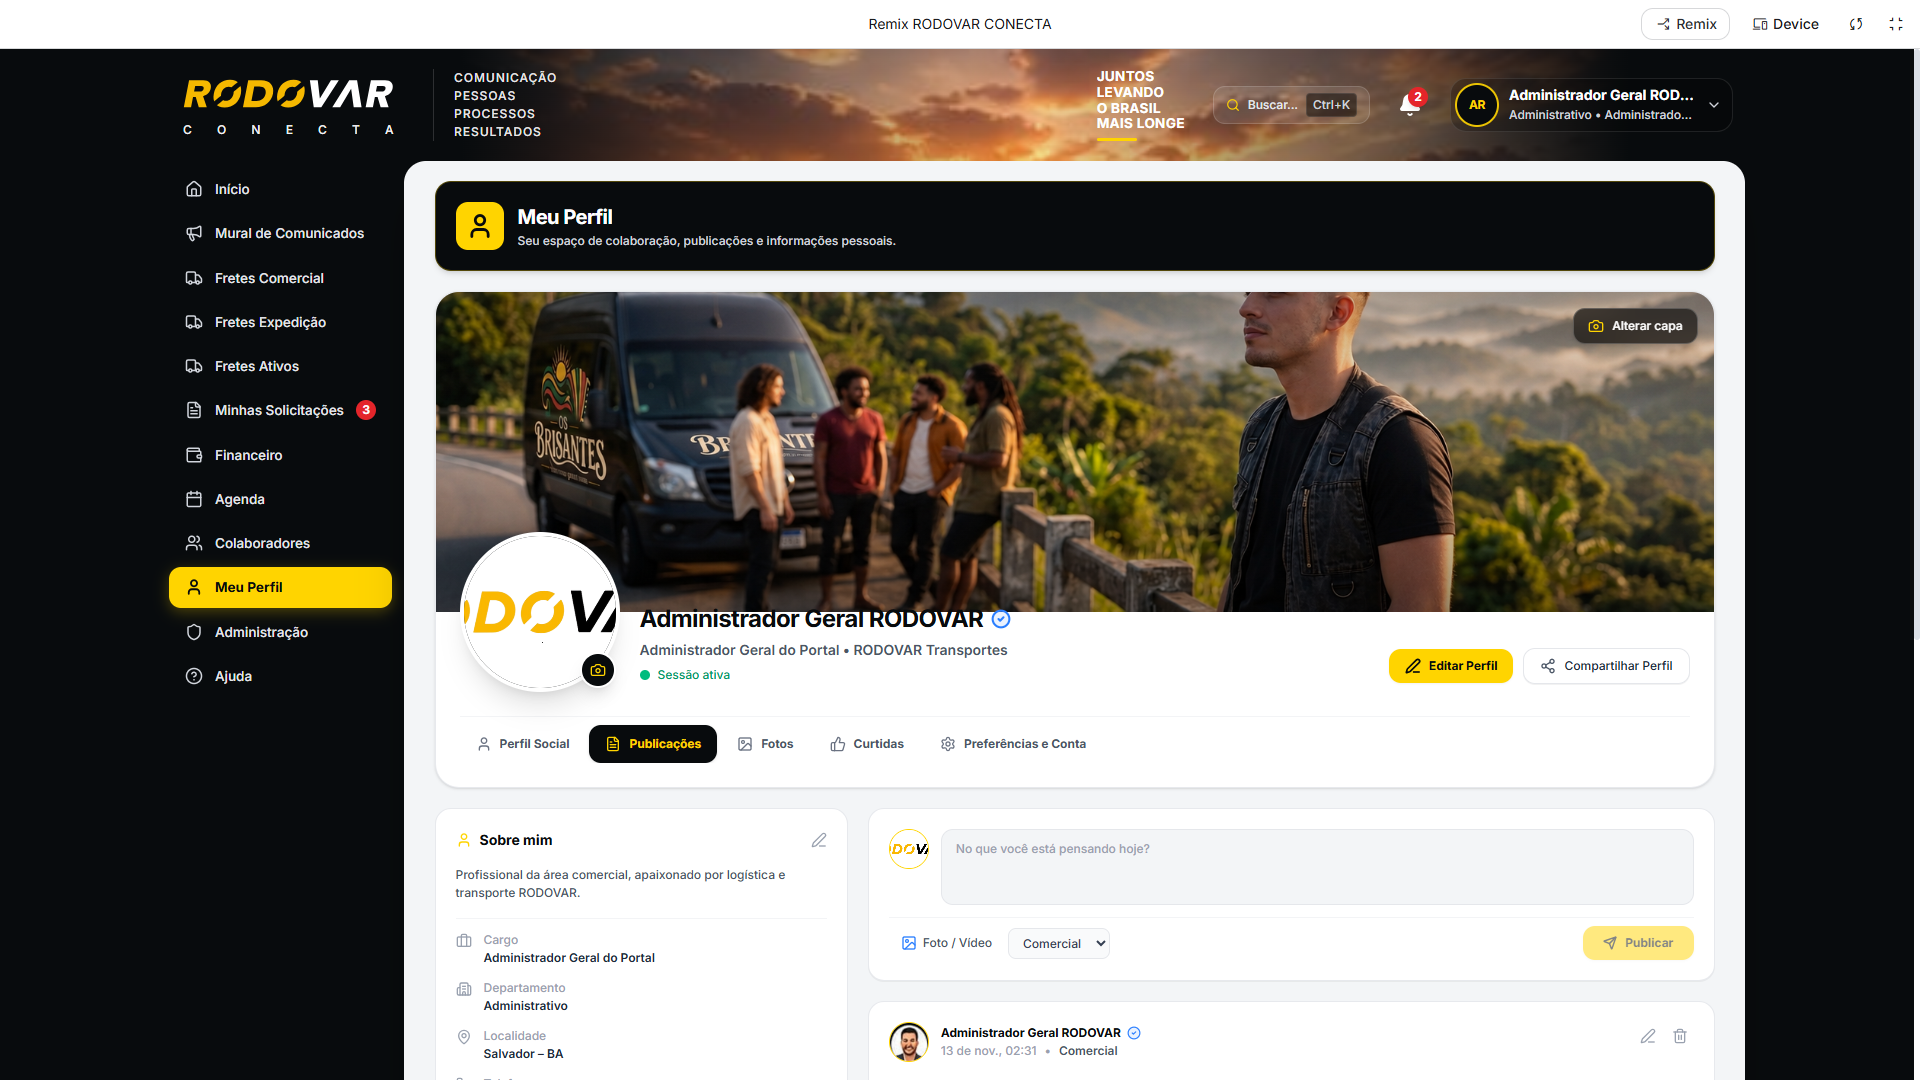 Remix RODOVAR CONECTA
Remix
Device
RODOVAR
CONECTA
COMUNICAÇÃO
PESSOAS
PROCESSOS
RESULTADOS
JUNTOS
LEVANDO
O BRASIL
MAIS LONGE
Buscar... Ctrl+K
2
AR
Administrador Geral ROD...
Administrativo • Administrado...
Início
Mural de Comunicados
Fretes Comercial
Fretes Expedição
Fretes Ativos
Minhas Solicitações 3
Financeiro
Agenda
Colaboradores
Meu Perfil
Administração
Ajuda
Meu Perfil
Seu espaço de colaboração, publicações e informações pessoais.
Alterar capa
OS
BRISANTES
Administrador Geral RODOVAR
Administrador Geral do Portal • RODOVAR Transportes
Sessão ativa
Editar Perfil
Compartilhar Perfil
Perfil Social
Publicações
Fotos
Curtidas
Preferências e Conta
Sobre mim
Profissional da área comercial, apaixonado por logística e
transporte RODOVAR.
Cargo
Administrador Geral do Portal
Departamento
Administrativo
Localidade
Salvador – BA
No que você está pensando hoje?
Foto / Vídeo
Comercial
Publicar
Administrador Geral RODOVAR
13 de nov., 02:31 • Comercial